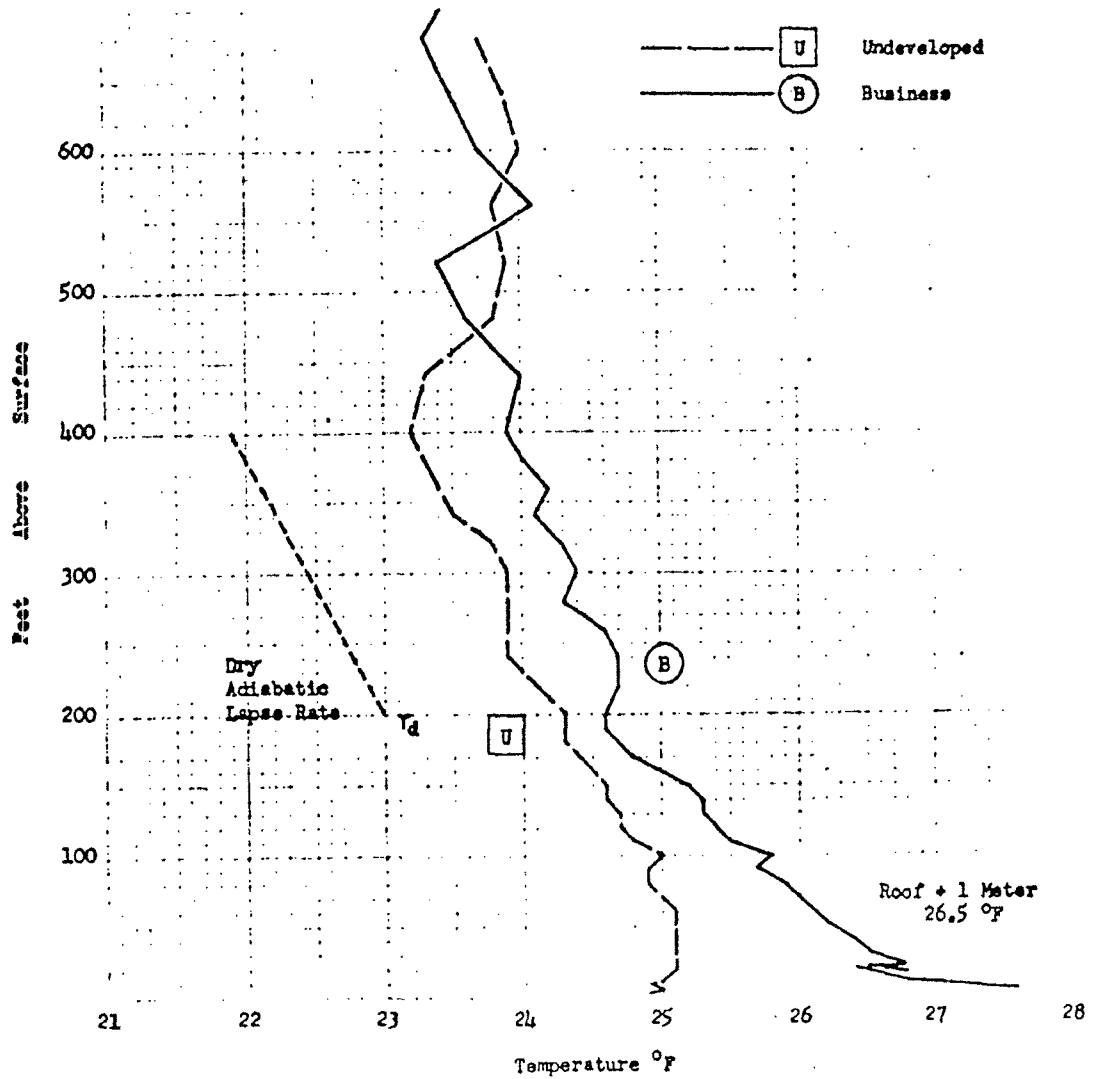 U Undeveloped
B Business
600
500
400
300
200
100
Feet Above Surface
Dry
Adiabatic
Lapse Rate
Γd
U
B
Roof + 1 Meter
26.5 °F
21 22 23 24 25 26 27 28
Temperature °F